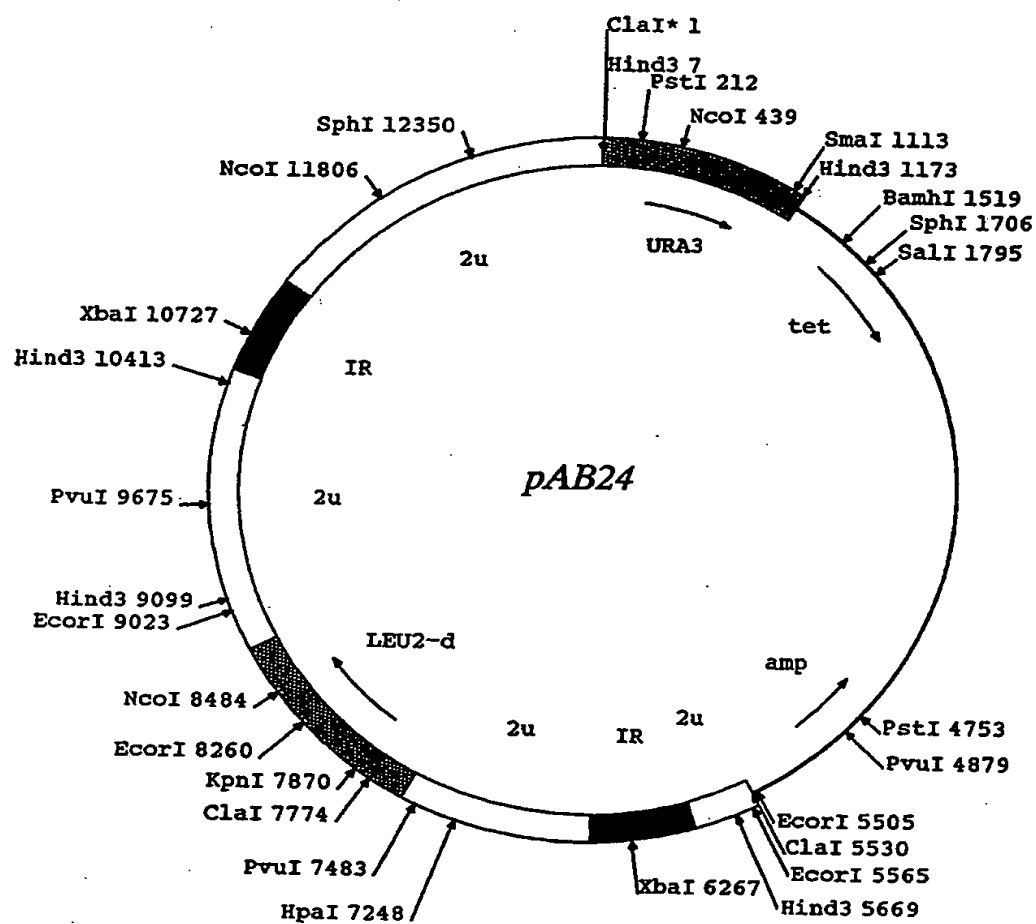 ClaI* 1
Hind3 7
PstI 212
NcoI 439
SphI 12350
SmaI 1113
Hind3 1173
NcoI 11806
BamhI 1519
SphI 1706
SalI 1795
URA3
2u
tet
XbaI 10727
Hind3 10413
IR
pAB24
PvuI 9675
2u
Hind3 9099
EcorI 9023
LEU2-d
amp
NcoI 8484
2u
IR
2u
PstI 4753
EcorI 8260
PvuI 4879
KpnI 7870
ClaI 7774
EcorI 5505
ClaI 5530
PvuI 7483
EcorI 5565
XbaI 6267
HpaI 7248
Hind3 5669